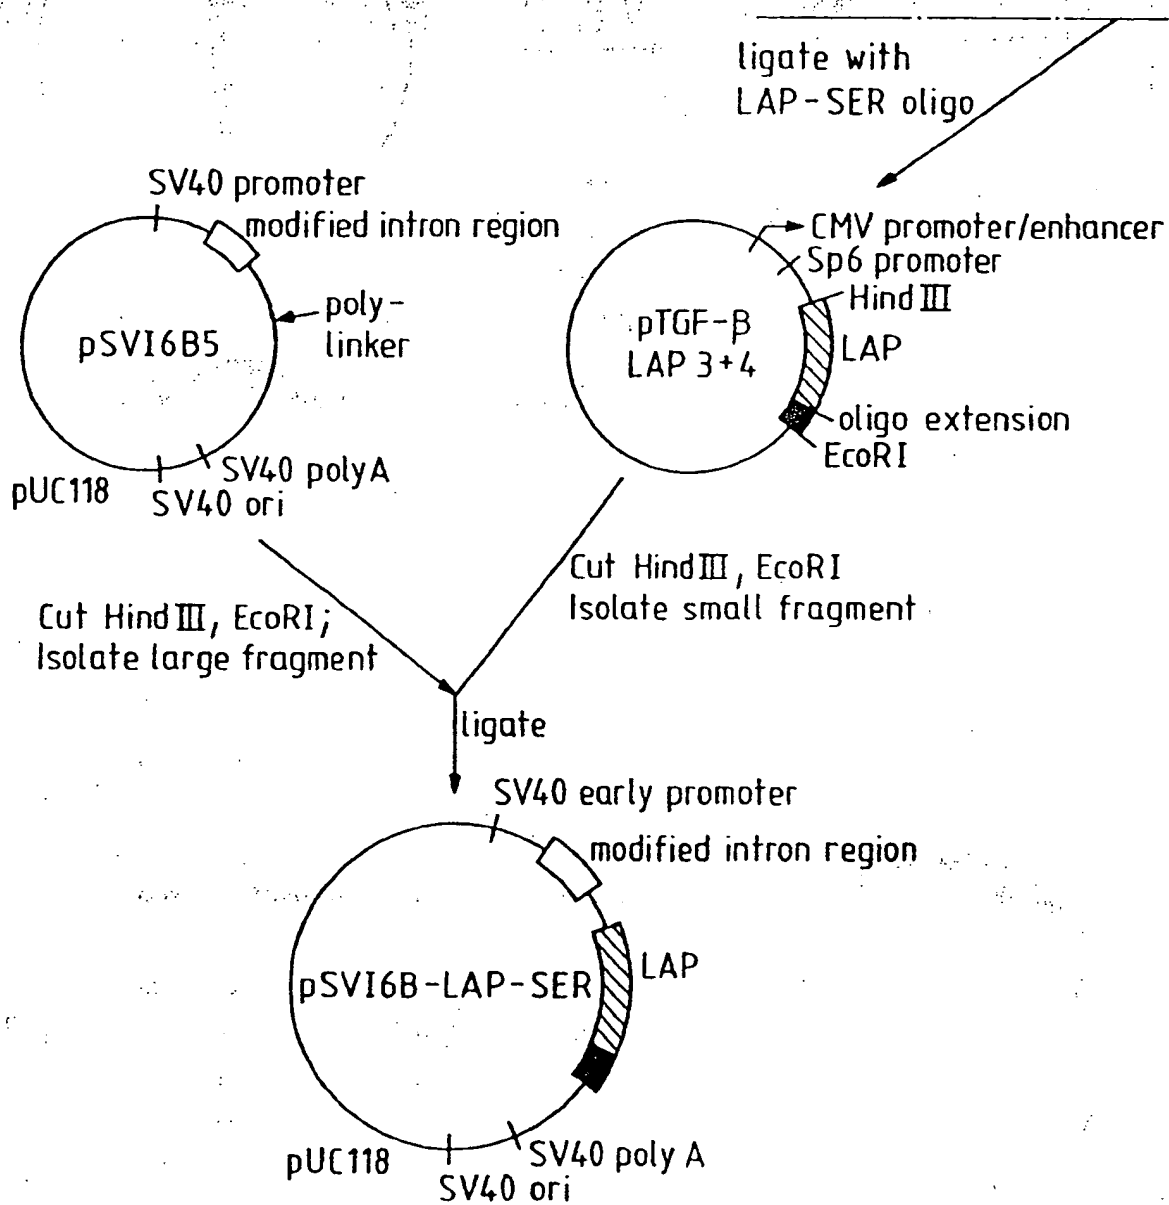 ligate with
LAP-SER oligo
SV40 promoter
modified intron region
poly-
linker
pSVI6B5
SV40 polyA
pUC118
SV40 ori
CMV promoter/enhancer
Sp6 promoter
Hind III
pTGF-β
LAP 3+4
LAP
oligo extension
EcoRI
Cut Hind III, EcoRI;
Isolate large fragment
Cut Hind III, EcoRI
Isolate small fragment
ligate
SV40 early promoter
modified intron region
pSVI6B-LAP-SER
LAP
pUC118
SV40 poly A
SV40 ori